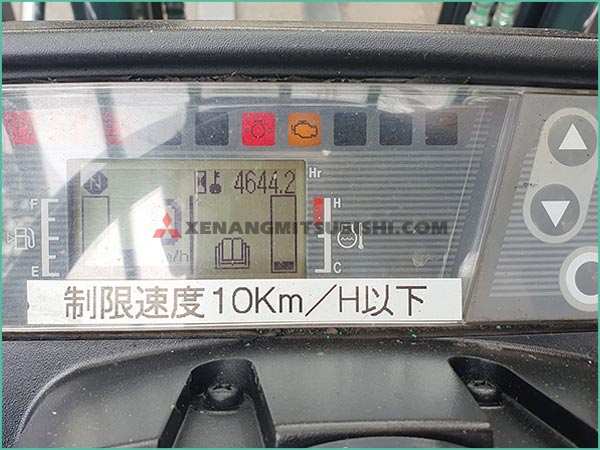 N
4644.2
Hr
F
H
XENANGMITSUBISHI.COM
m/h
E
C
制限速度10Km／H以下